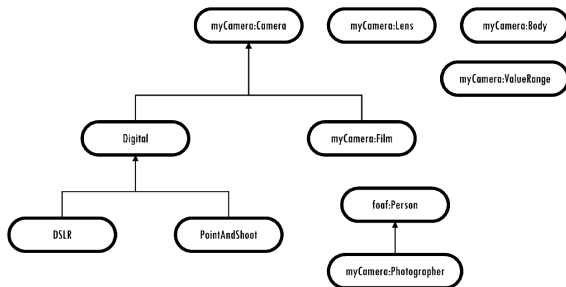 myCamera:Camera
myCamera:Lens
myCamera:Body
myCamera:ValueRange
Digital
myCamera:Film
DSLR
PointAndShoot
foaf:Person
myCamera:Photographer